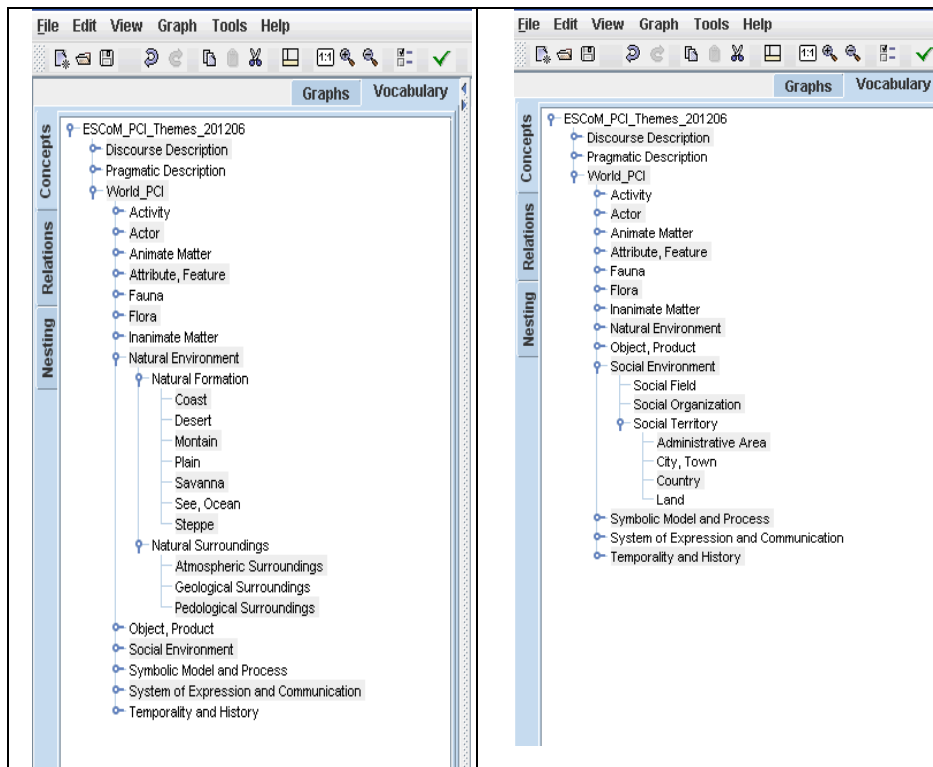 File Edit View Graph Tools Help
1:1
Graphs Vocabulary
Concepts
Relations
Nesting
ESCoM_PCI_Themes_201206
Discourse Description
Pragmatic Description
World_PCI
Activity
Actor
Animate Matter
Attribute, Feature
Fauna
Flora
Inanimate Matter
Natural Environment
Natural Formation
Coast
Desert
Montain
Plain
Savanna
See, Ocean
Steppe
Natural Surroundings
Atmospheric Surroundings
Geological Surroundings
Pedological Surroundings
Object, Product
Social Environment
Symbolic Model and Process
System of Expression and Communication
Temporality and History
File Edit View Graph Tools Help
1:1
Graphs Vocabulary
Concepts
Relations
Nesting
ESCoM_PCI_Themes_201206
Discourse Description
Pragmatic Description
World_PCI
Activity
Actor
Animate Matter
Attribute, Feature
Fauna
Flora
Inanimate Matter
Natural Environment
Object, Product
Social Environment
Social Field
Social Organization
Social Territory
Administrative Area
City, Town
Country
Land
Symbolic Model and Process
System of Expression and Communication
Temporality and History